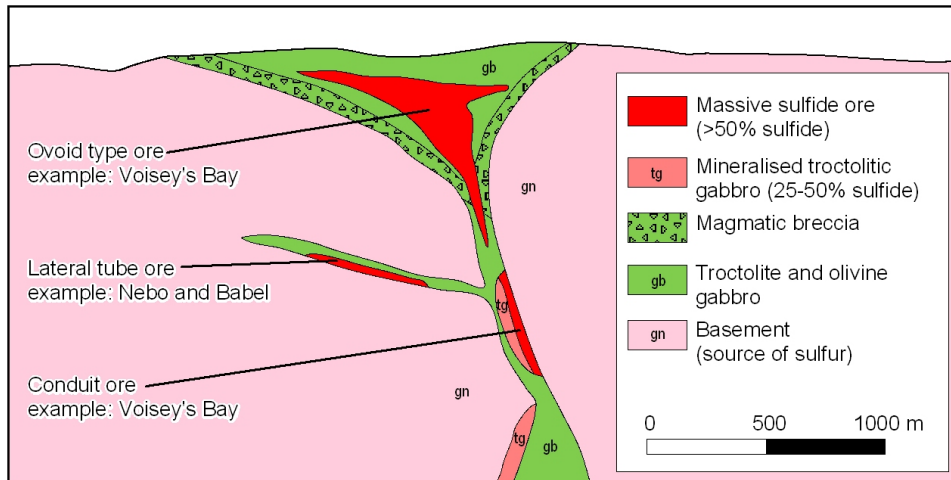 gb
Ovoid type ore
example: Voisey's Bay
gn
Lateral tube ore
example: Nebo and Babel
tg
Conduit ore
example: Voisey's Bay
gn
tg
gb
Massive sulfide ore
(>50% sulfide)
tg
Mineralised troctolitic
gabbro (25-50% sulfide)
Magmatic breccia
gb
Troctolite and olivine
gabbro
gn
Basement
(source of sulfur)
0 500 1000 m